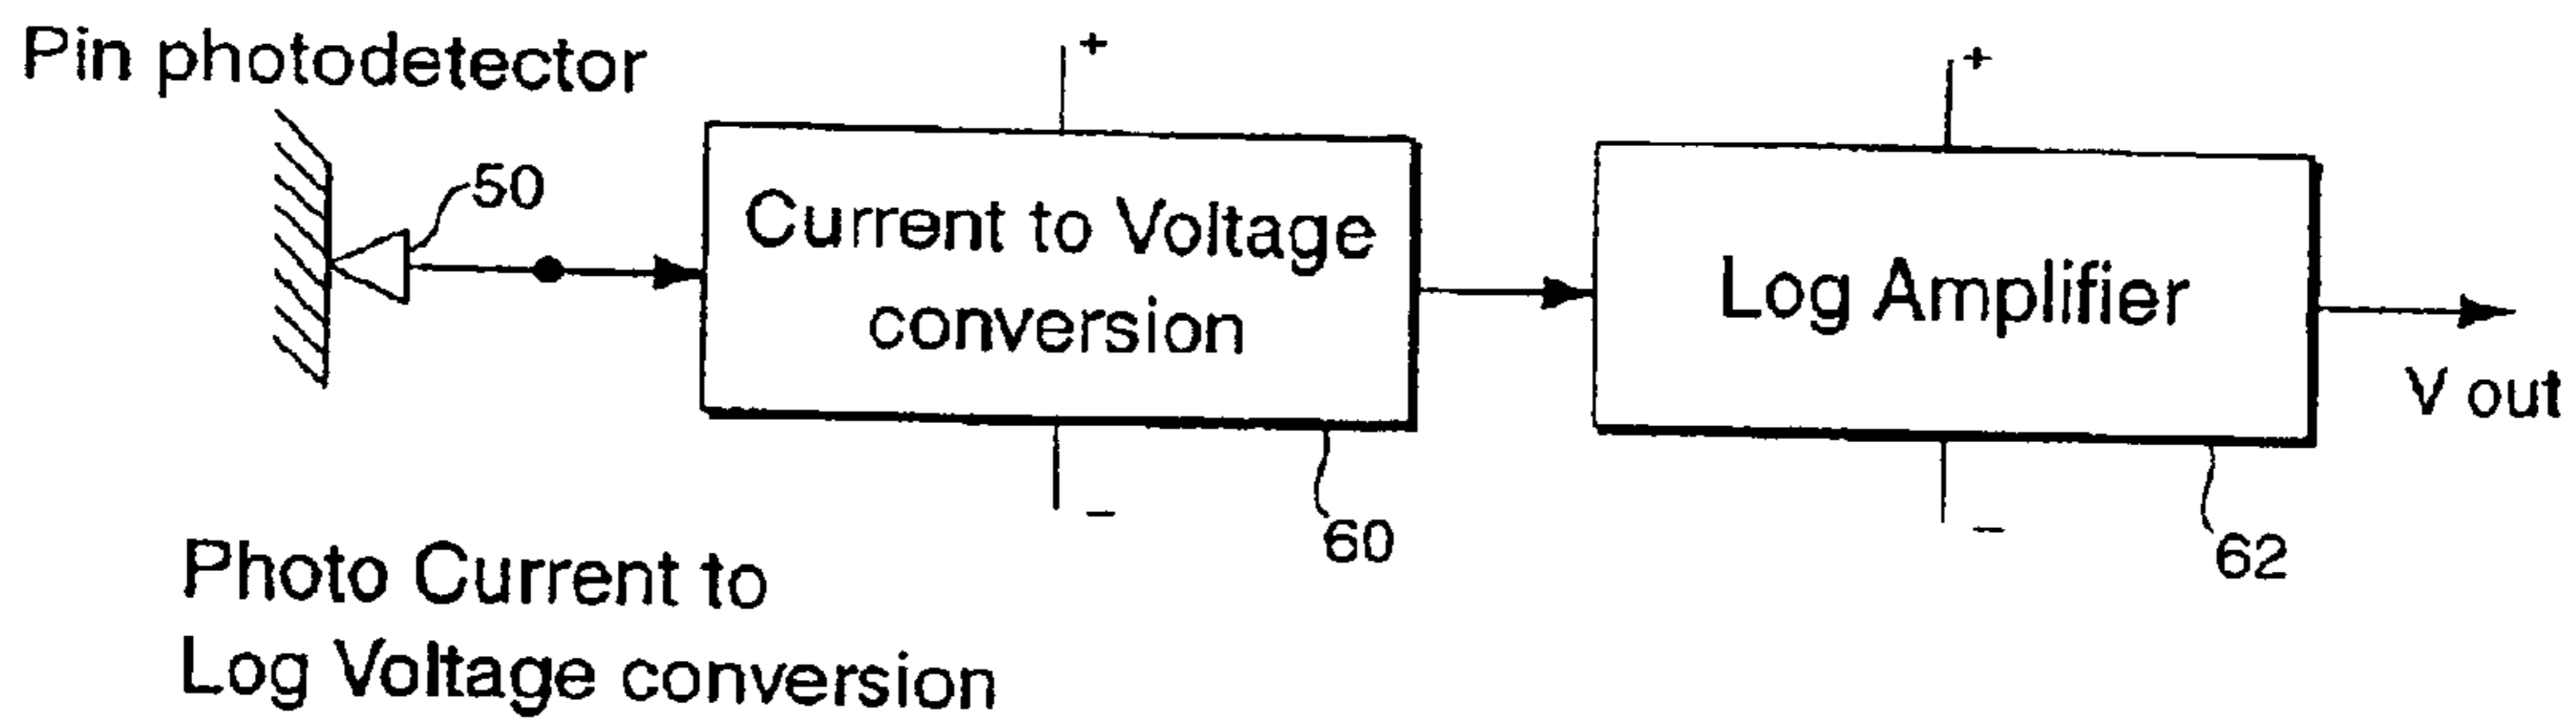 Pin photodetector
50
+
Current to Voltage
conversion
−
60
+
Log Amplifier
−
62
V out
Photo Current to
Log Voltage conversion